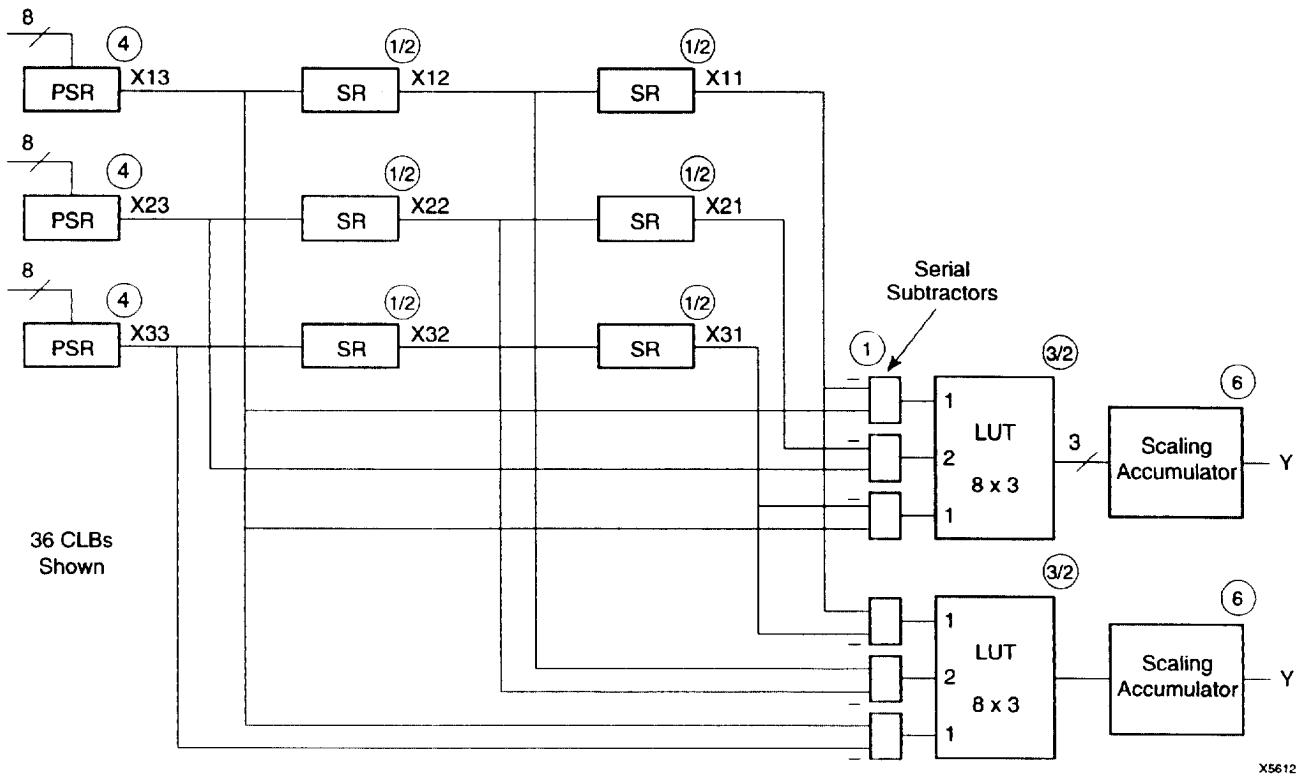 8
4
1/2
1/2
PSR
X13
SR
X12
SR
X11
8
4
1/2
1/2
PSR
X23
SR
X22
SR
X21
8
4
1/2
1/2
PSR
X33
SR
X32
SR
X31
Serial
Subtractors
1
3/2
6
–
1
–
2
–
1
LUT
8 x 3
3
Scaling
Accumulator
Y
36 CLBs
Shown
3/2
6
1
–
2
–
1
–
LUT
8 x 3
Scaling
Accumulator
Y
X5612